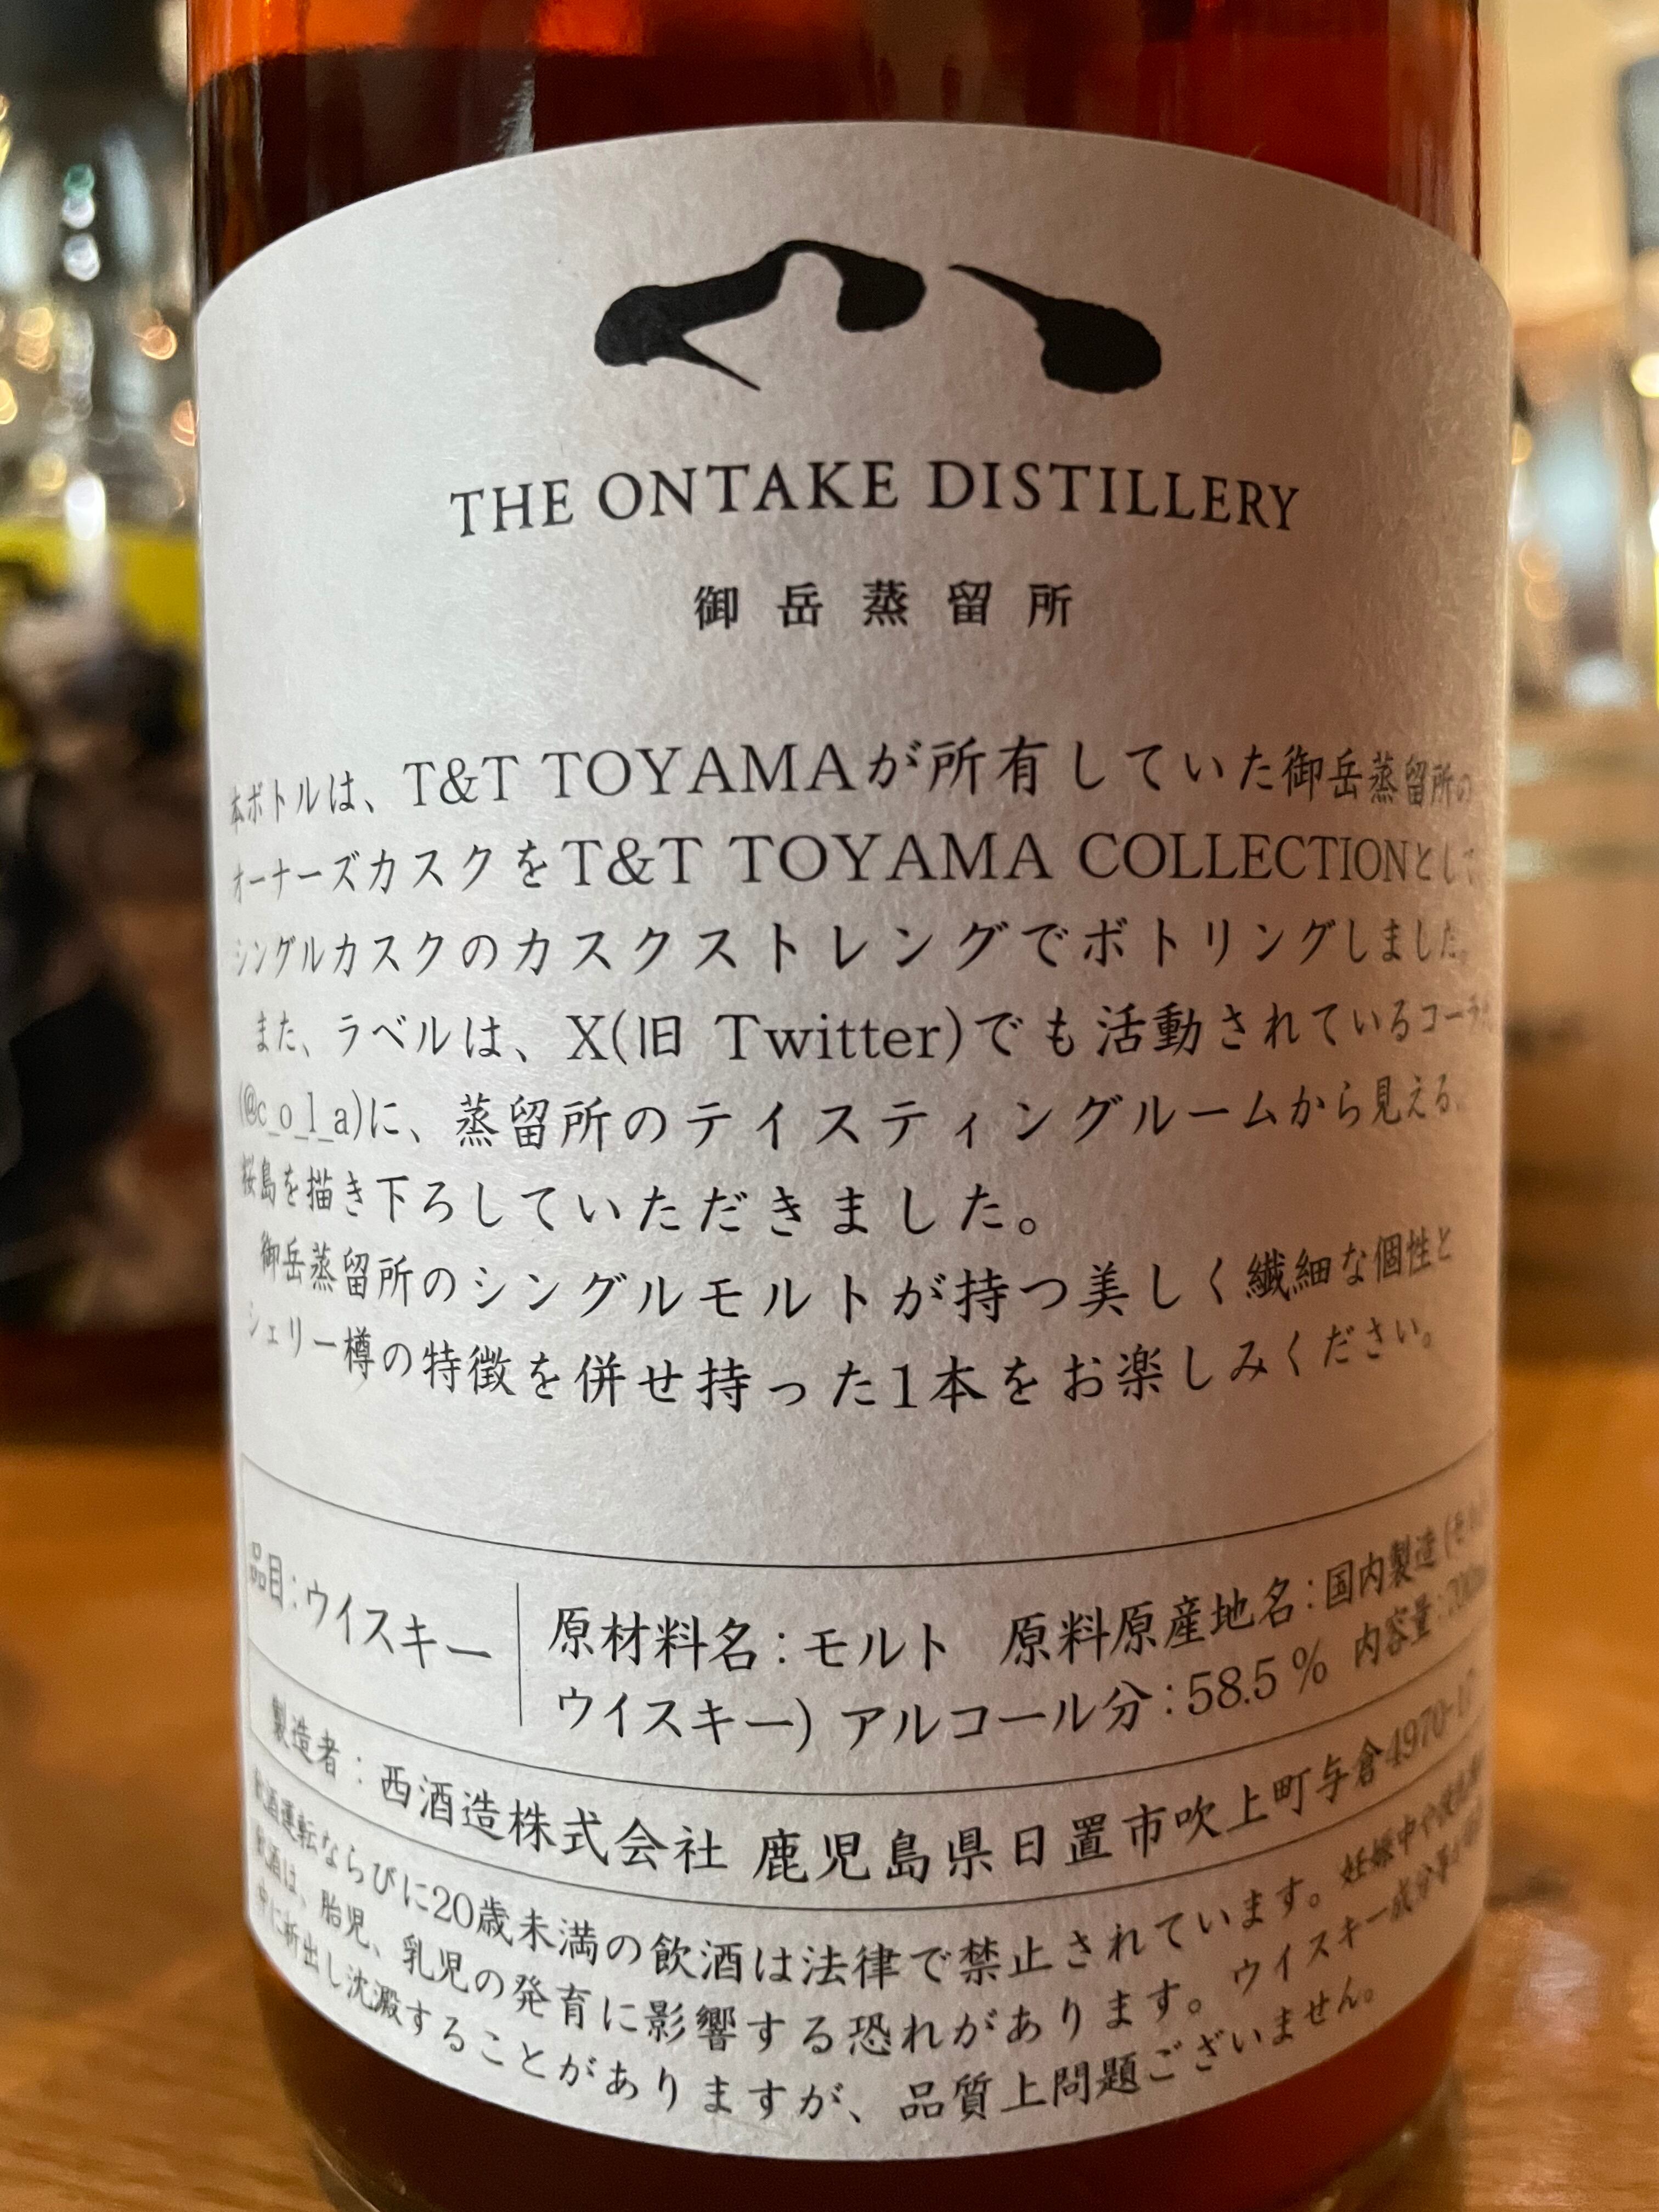 THE ONTAKE DISTILLERY
御岳蒸留所
本ボトルは、T&T TOYAMAが所有していた御岳蒸留所の
オーナーズカスクをT&T TOYAMA COLLECTIONとして
シングルカスクのカスクストレングでボトリングしました。
また、ラベルは、X(旧 Twitter)でも活動されているコーラ
(@c_o_l_a)に、蒸留所のテイスティングルームから見える、
桜島を描き下ろしていただきました。
御岳蒸留所のシングルモルトが持つ美しく繊細な個性と
シェリー樽の特徴を併せ持った1本をお楽しみください。
品目:ウイスキー
原材料名:モルト 原料原産地名:国内製造(モルト
ウイスキー) アルコール分:58.5% 内容量:700
製造者:西酒造株式会社 鹿児島県日置市吹上町与倉4970-17
飲酒運転ならびに20歳未満の飲酒は法律で禁止されています。妊娠中や授乳期の
飲酒は、胎児、乳児の発育に影響する恐れがあります。ウイスキー成分等が
中に析出し沈澱することがありますが、品質上問題ございません。